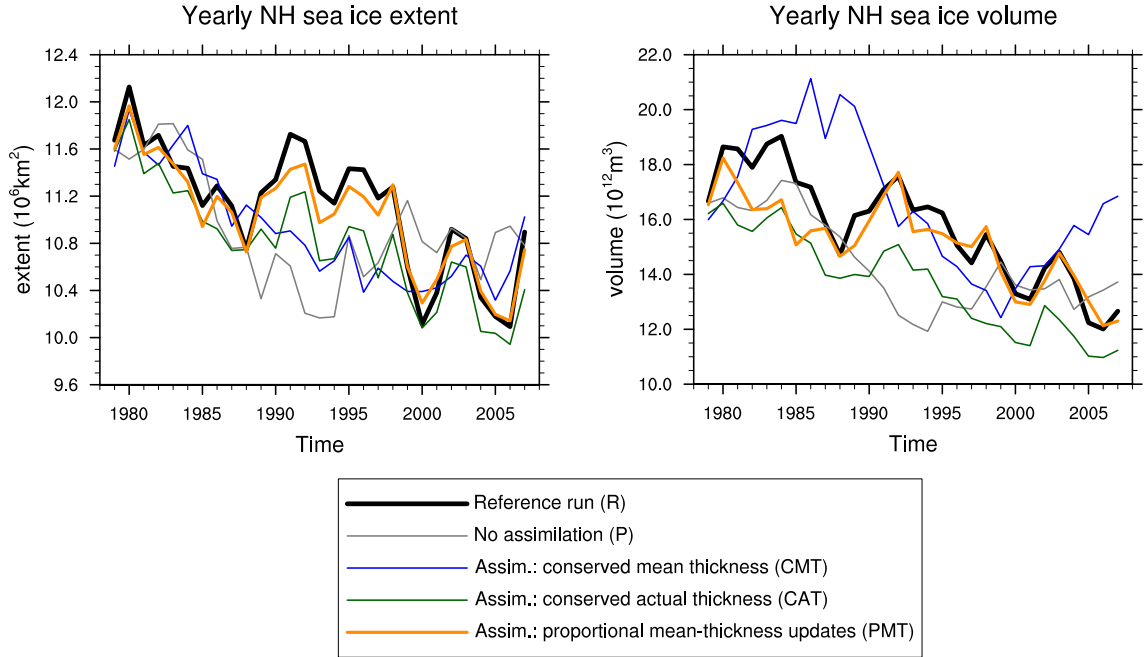 Yearly NH sea ice extent
12.4
12.0
11.6
11.2
10.8
10.4
10.0
9.6
extent (10⁶km²)
1980 1985 1990 1995 2000 2005
Time
Yearly NH sea ice volume
22.0
20.0
18.0
16.0
14.0
12.0
10.0
volume (10¹²m³)
1980 1985 1990 1995 2000 2005
Time
Reference run (R)
No assimilation (P)
Assim.: conserved mean thickness (CMT)
Assim.: conserved actual thickness (CAT)
Assim.: proportional mean-thickness updates (PMT)